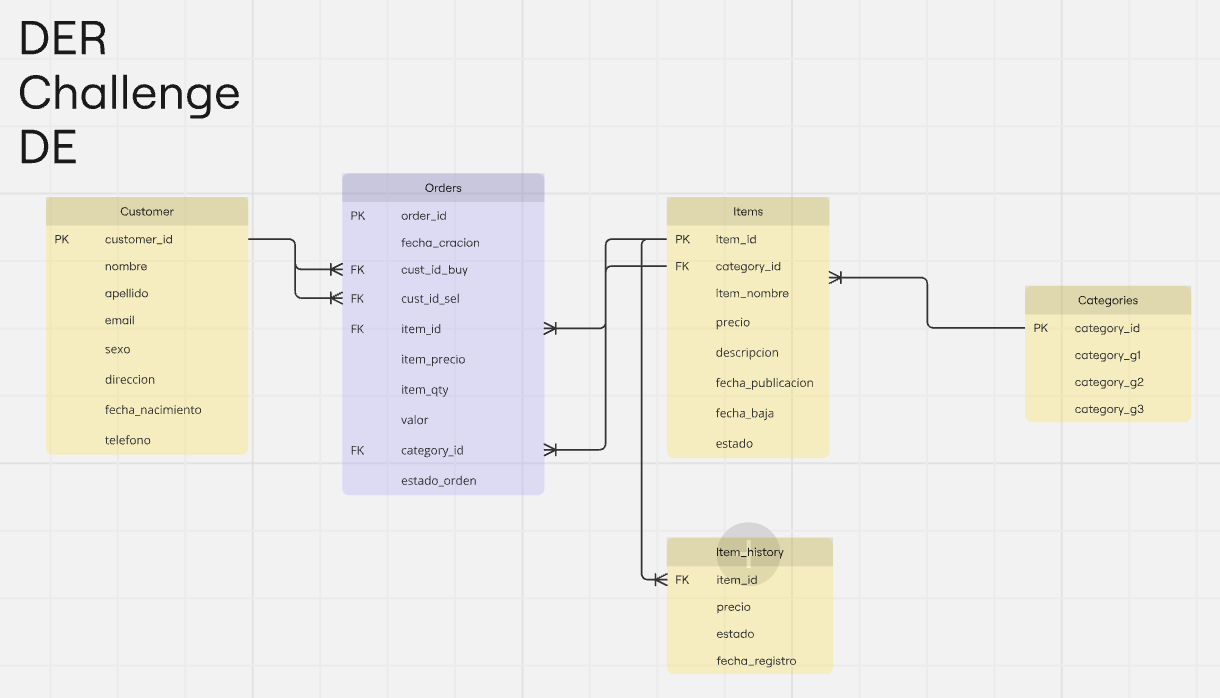 DER
Challenge
DE
Customer
PK customer_id
nombre
apellido
email
sexo
direccion
fecha_nacimiento
telefono
Orders
PK order_id
fecha_cracion
FK cust_id_buy
FK cust_id_sel
FK item_id
item_precio
item_qty
valor
FK category_id
estado_orden
Items
PK item_id
FK category_id
item_nombre
precio
descripcion
fecha_publicacion
fecha_baja
estado
Item_history
FK item_id
precio
estado
fecha_registro
Categories
PK category_id
category_g1
category_g2
category_g3